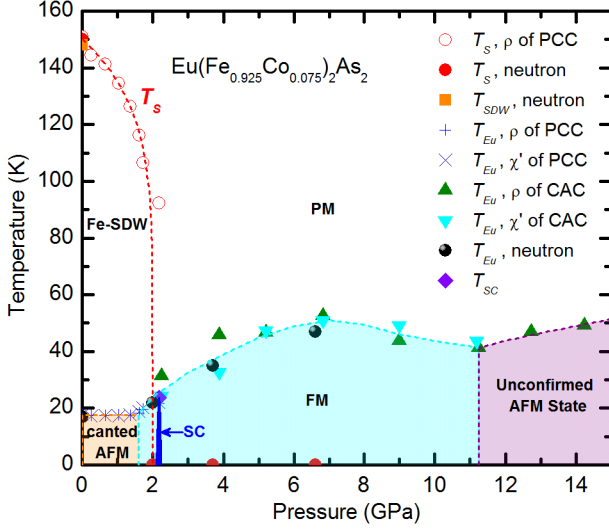 160
140
120
100
80
60
40
20
0
Temperature (K)
0
2
4
6
8
10
12
14
Pressure (GPa)
Eu(Fe0.925Co0.075)2As2
TS
TS, ρ of PCC
TS, neutron
TSDW, neutron
TEu, ρ of PCC
TEu, χ' of PCC
TEu, ρ of CAC
TEu, χ' of CAC
TEu, neutron
TSC
Fe-SDW
PM
canted
AFM
SC
FM
Unconfirmed
AFM State